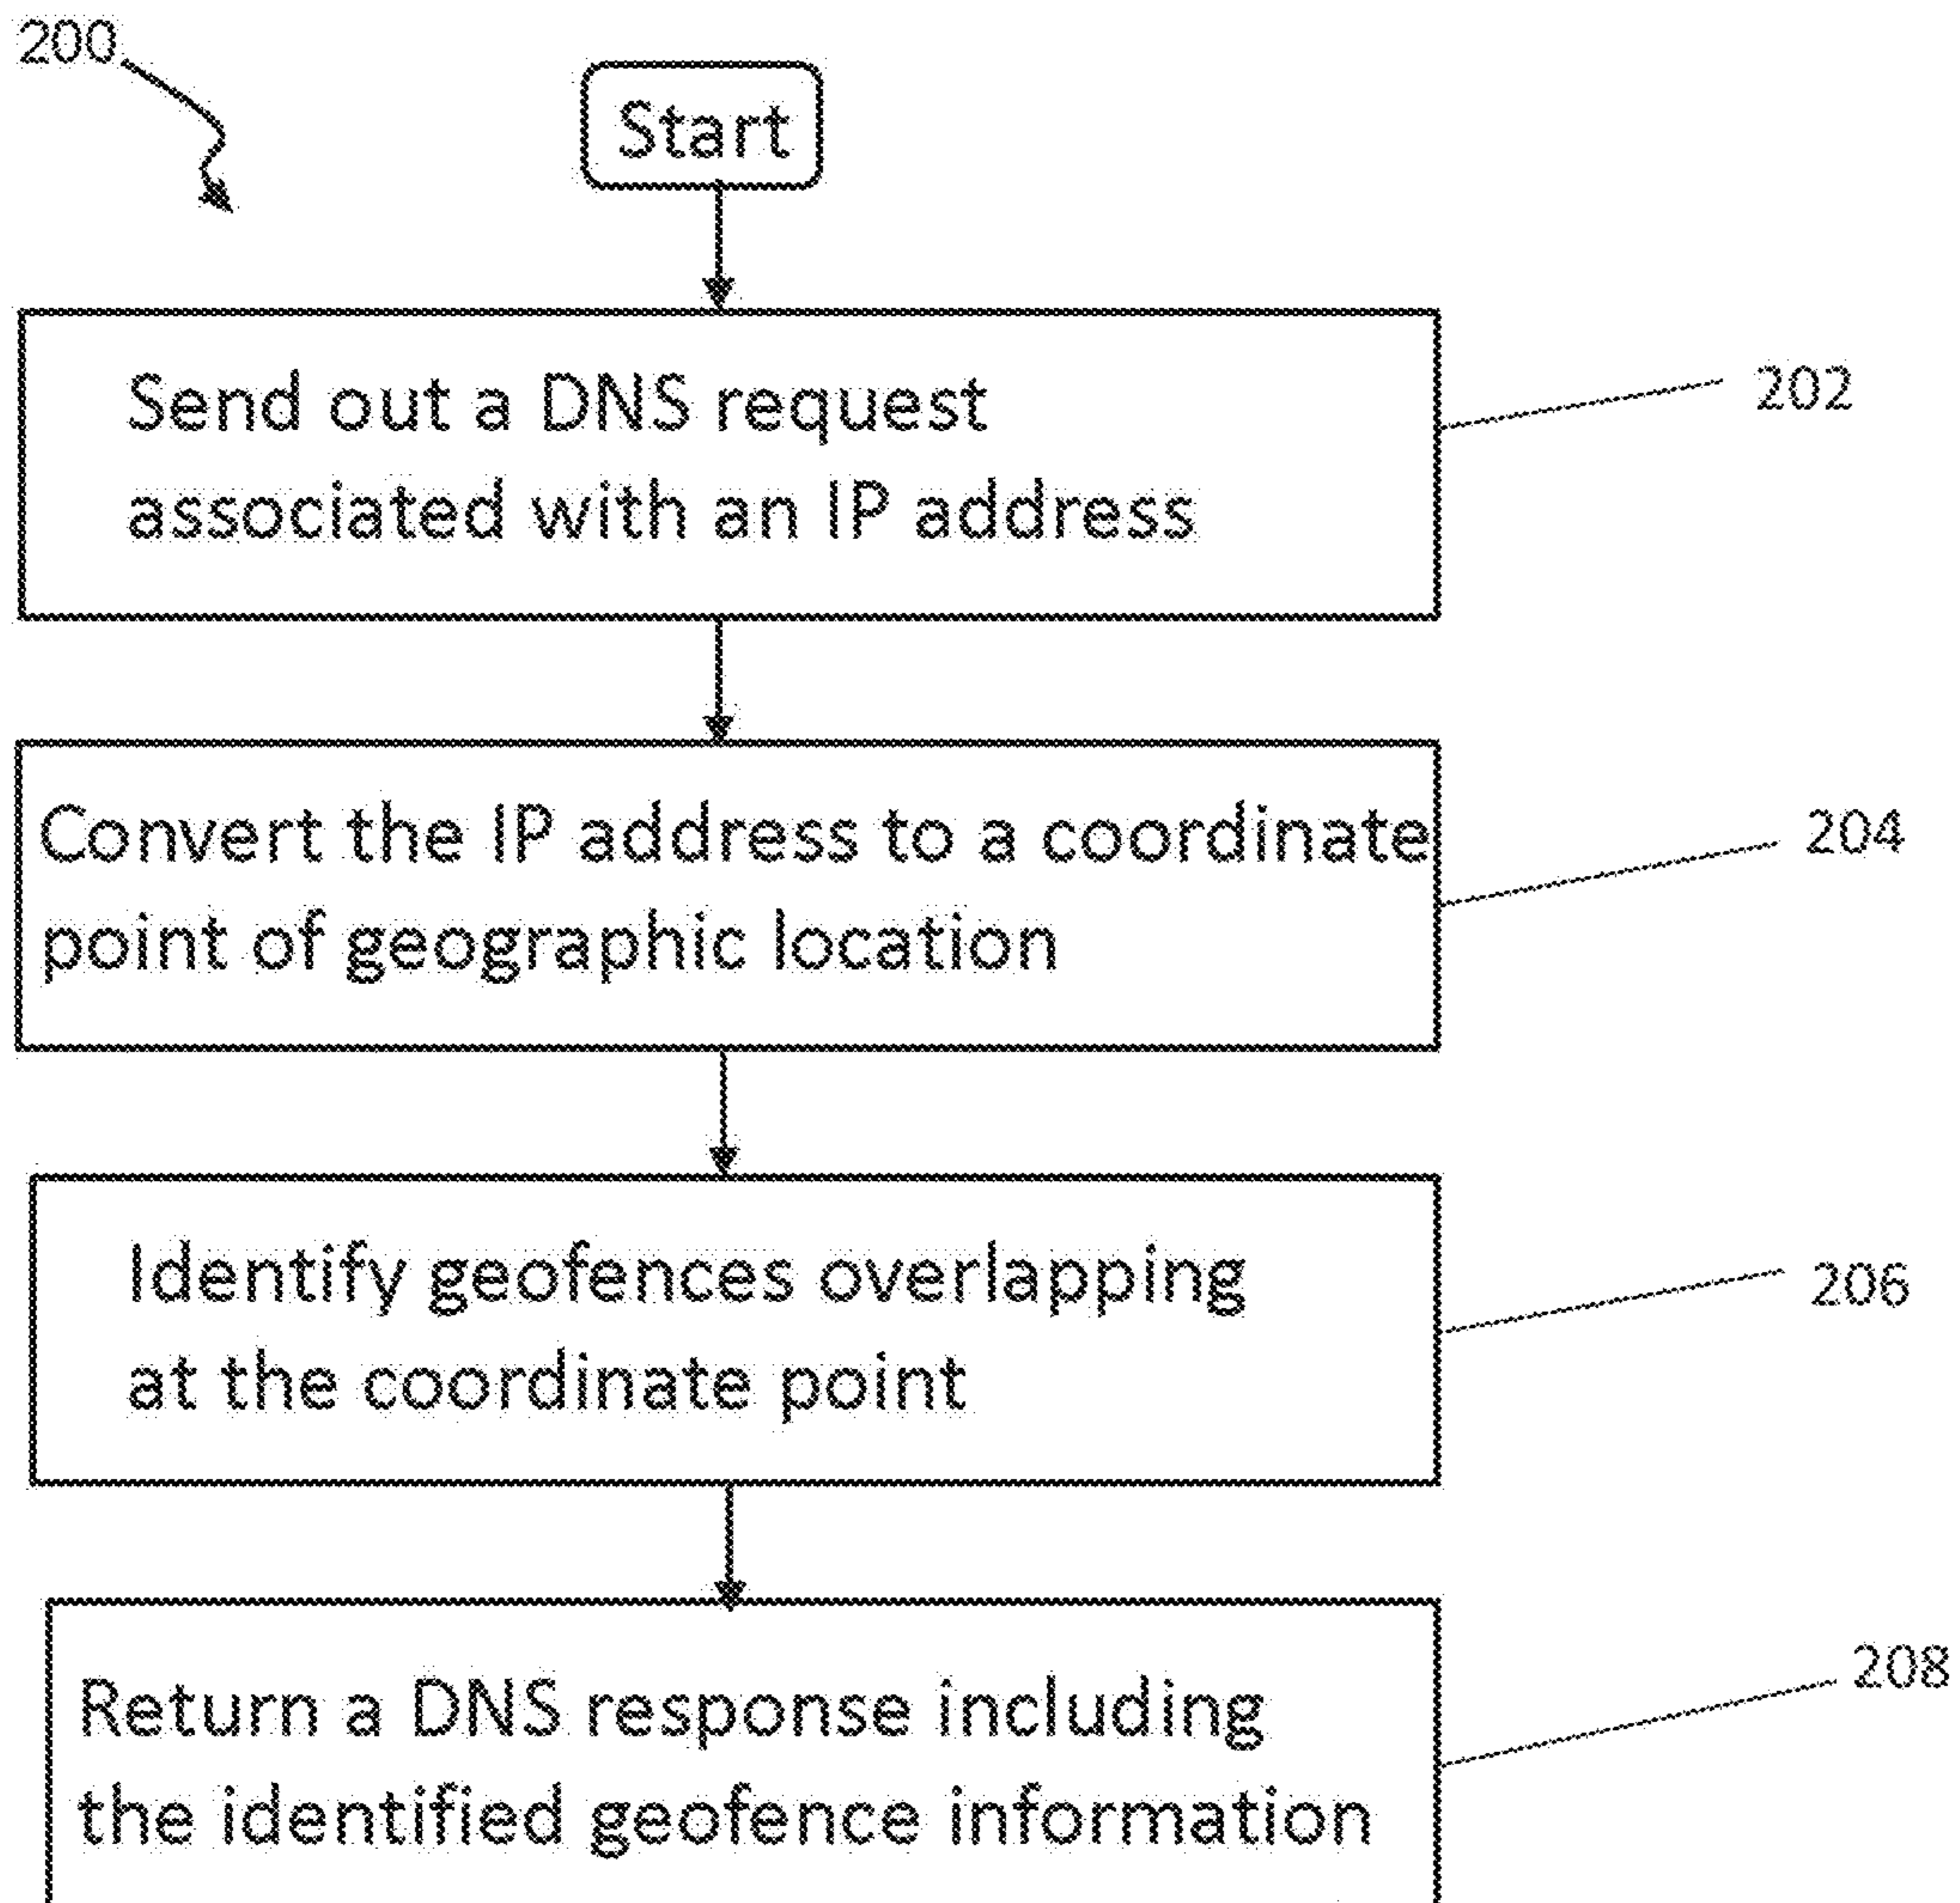 200
Start
Send out a DNS request
associated with an IP address
202
Convert the IP address to a coordinate
point of geographic location
204
Identify geofences overlapping
at the coordinate point
206
Return a DNS response including
the identified geofence information
208